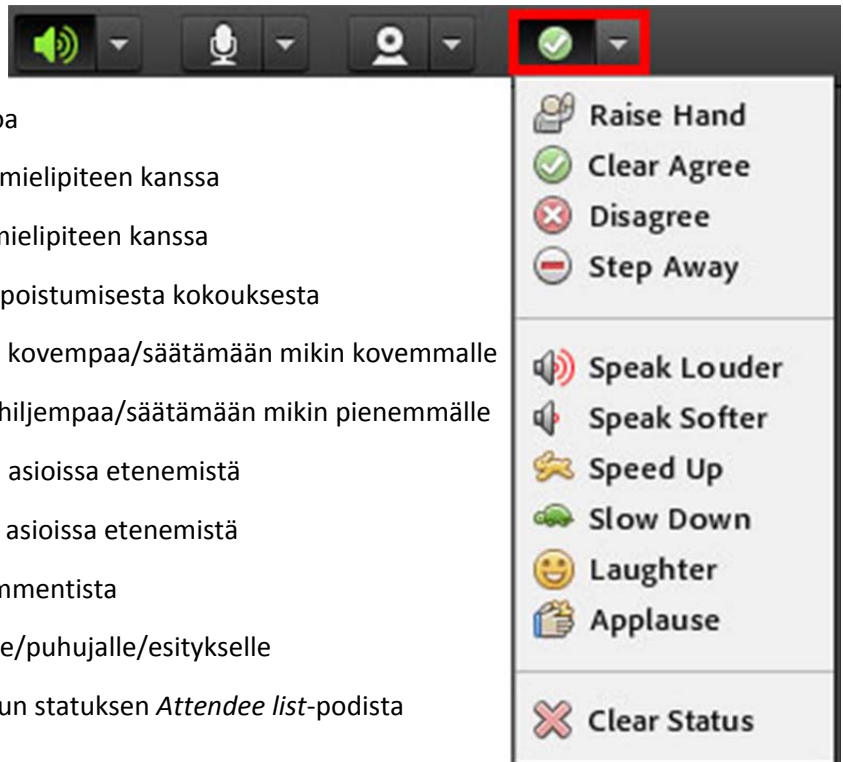 oa
mielipiteen kanssa
mielipiteen kanssa
poistumisesta kokouksesta
kovempaa/säätämään mikin kovemmalle
hiljempaa/säätämään mikin pienemmälle
asioissa etenemistä
asioissa etenemistä
mmentista
e/puhujalle/esitykselle
un statuksen Attendee list-podista
Raise Hand
Clear Agree
Disagree
Step Away
Speak Louder
Speak Softer
Speed Up
Slow Down
Laughter
Applause
Clear Status